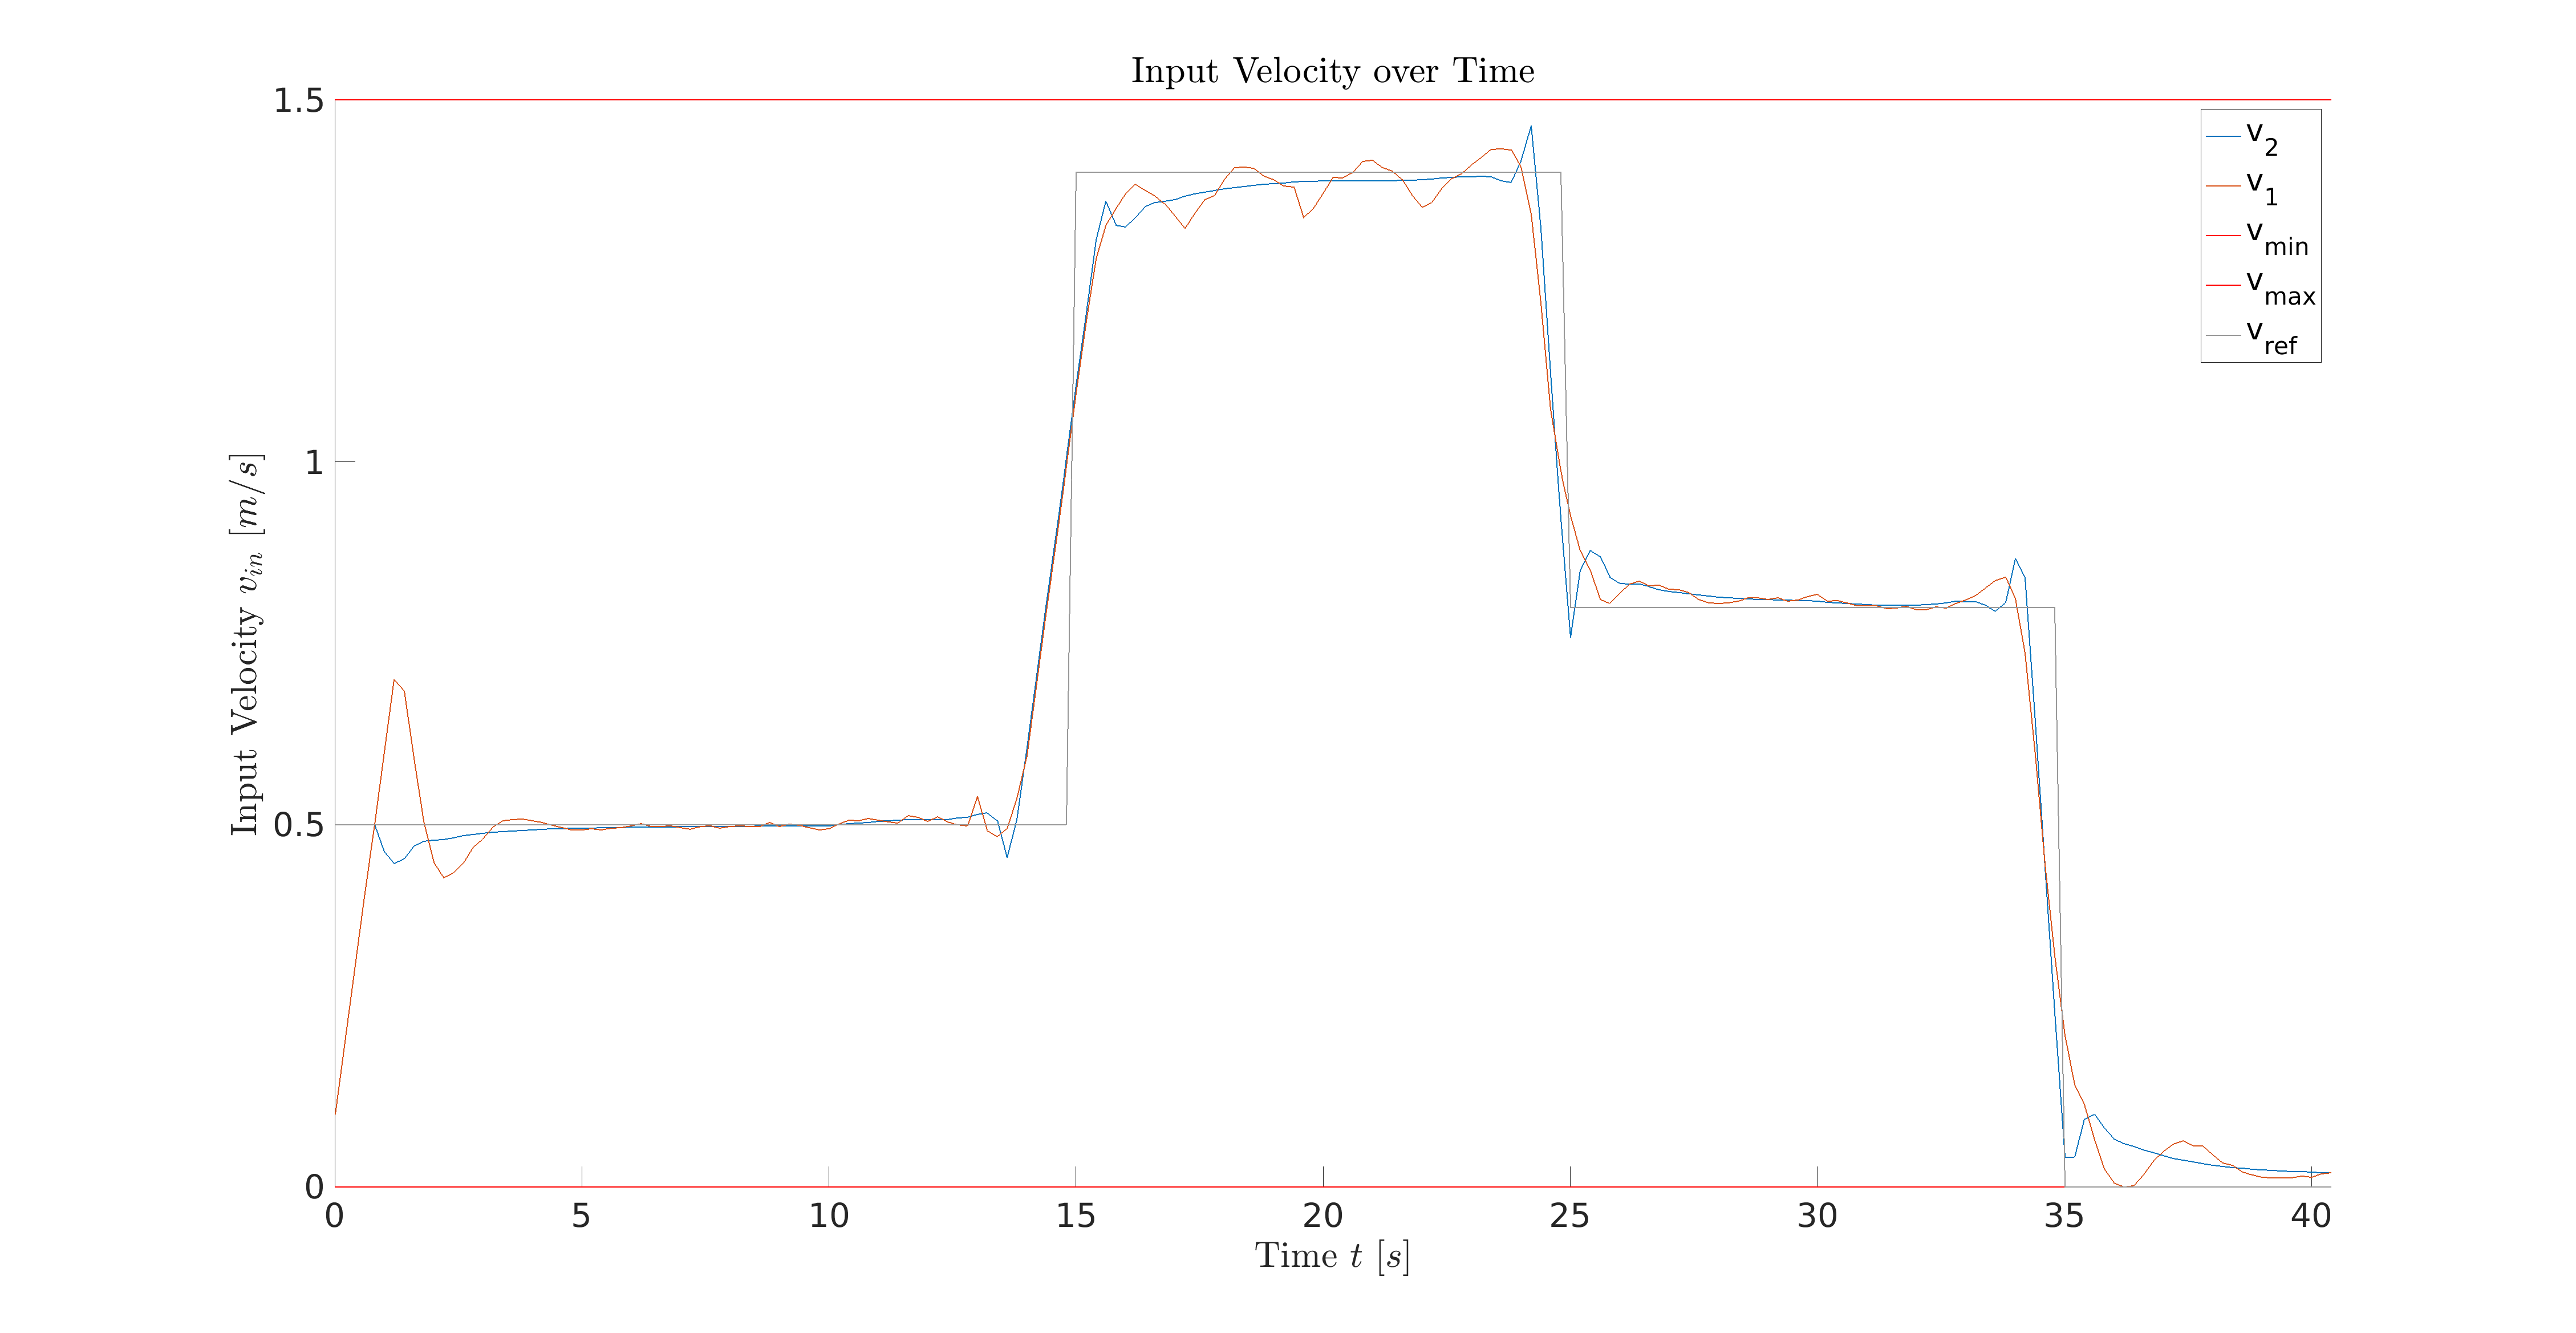 Input Velocity over Time
1.5
1
0.5
0
Input Velocity v_in [m/s]
v_2
v_1
v_min
v_max
v_ref
0 5 10 15 20 25 30 35 40
Time t [s]